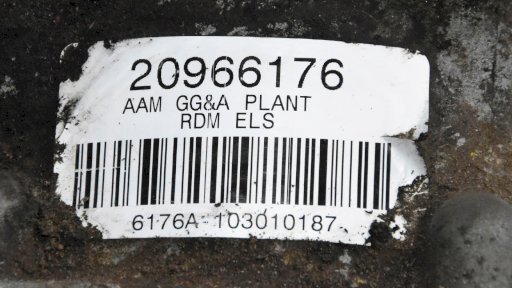 20966176
AAM GG&A PLANT
RDM ELS
6176A 103010187